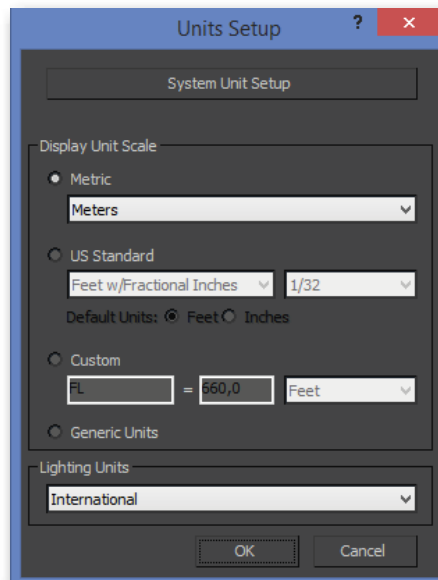 Units Setup ?
System Unit Setup
Display Unit Scale
Metric
Meters
US Standard
Feet w/Fractional Inches 1/32
Default Units: Feet Inches
Custom
FL = 660,0 Feet
Generic Units
Lighting Units
International
OK Cancel